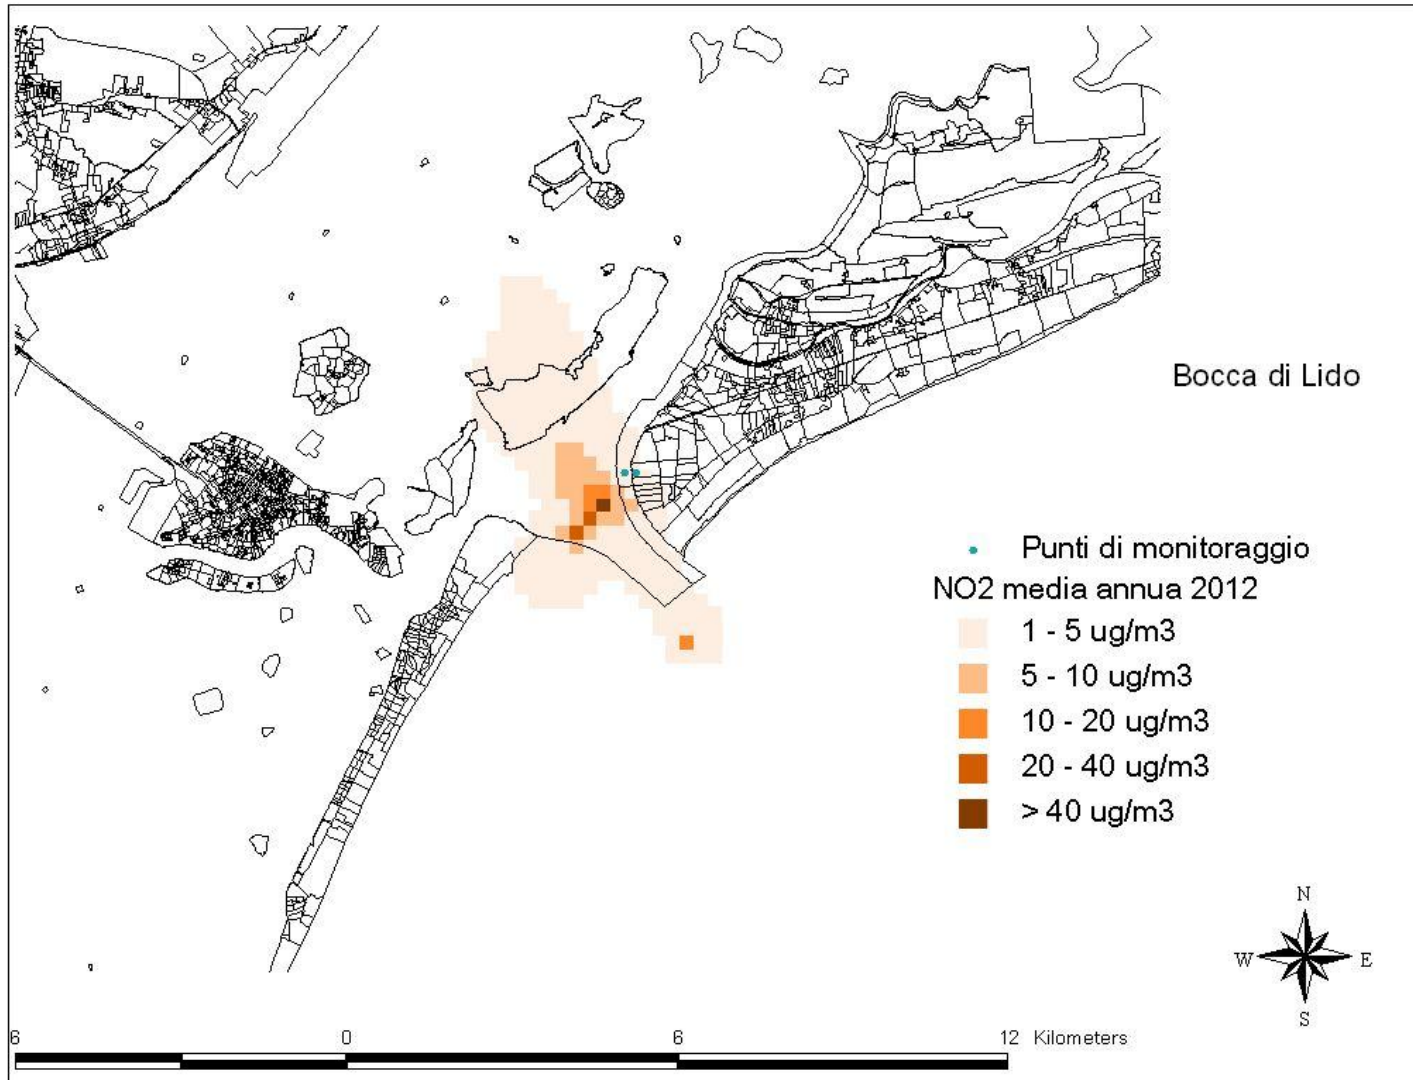 Bocca di Lido
Punti di monitoraggio
NO2 media annua 2012
1 - 5 ug/m3
5 - 10 ug/m3
10 - 20 ug/m3
20 - 40 ug/m3
> 40 ug/m3
N
W E
S
6 0 6 12 Kilometers